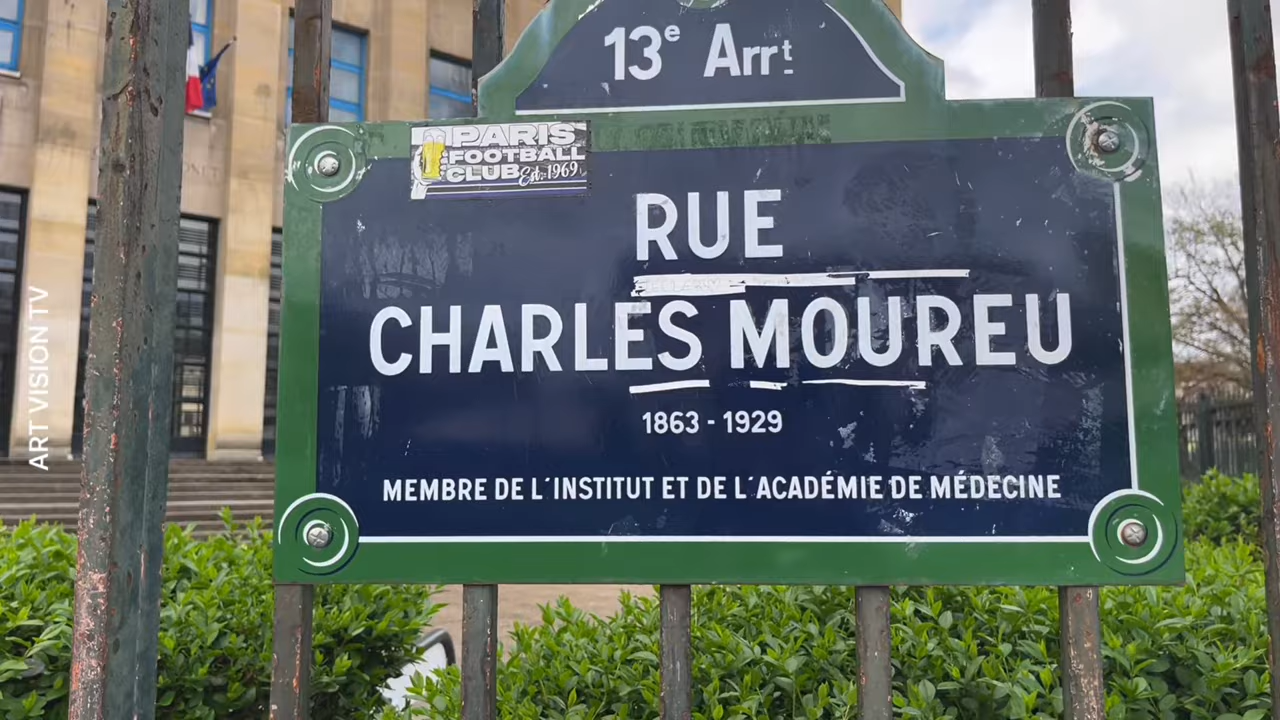 13e Arrt
PARIS
FOOTBALL
CLUB Est. 1969
RUE
CHARLES MOUREU
1863 - 1929
MEMBRE DE L'INSTITUT ET DE L'ACADÉMIE DE MÉDECINE
ART VISION TV